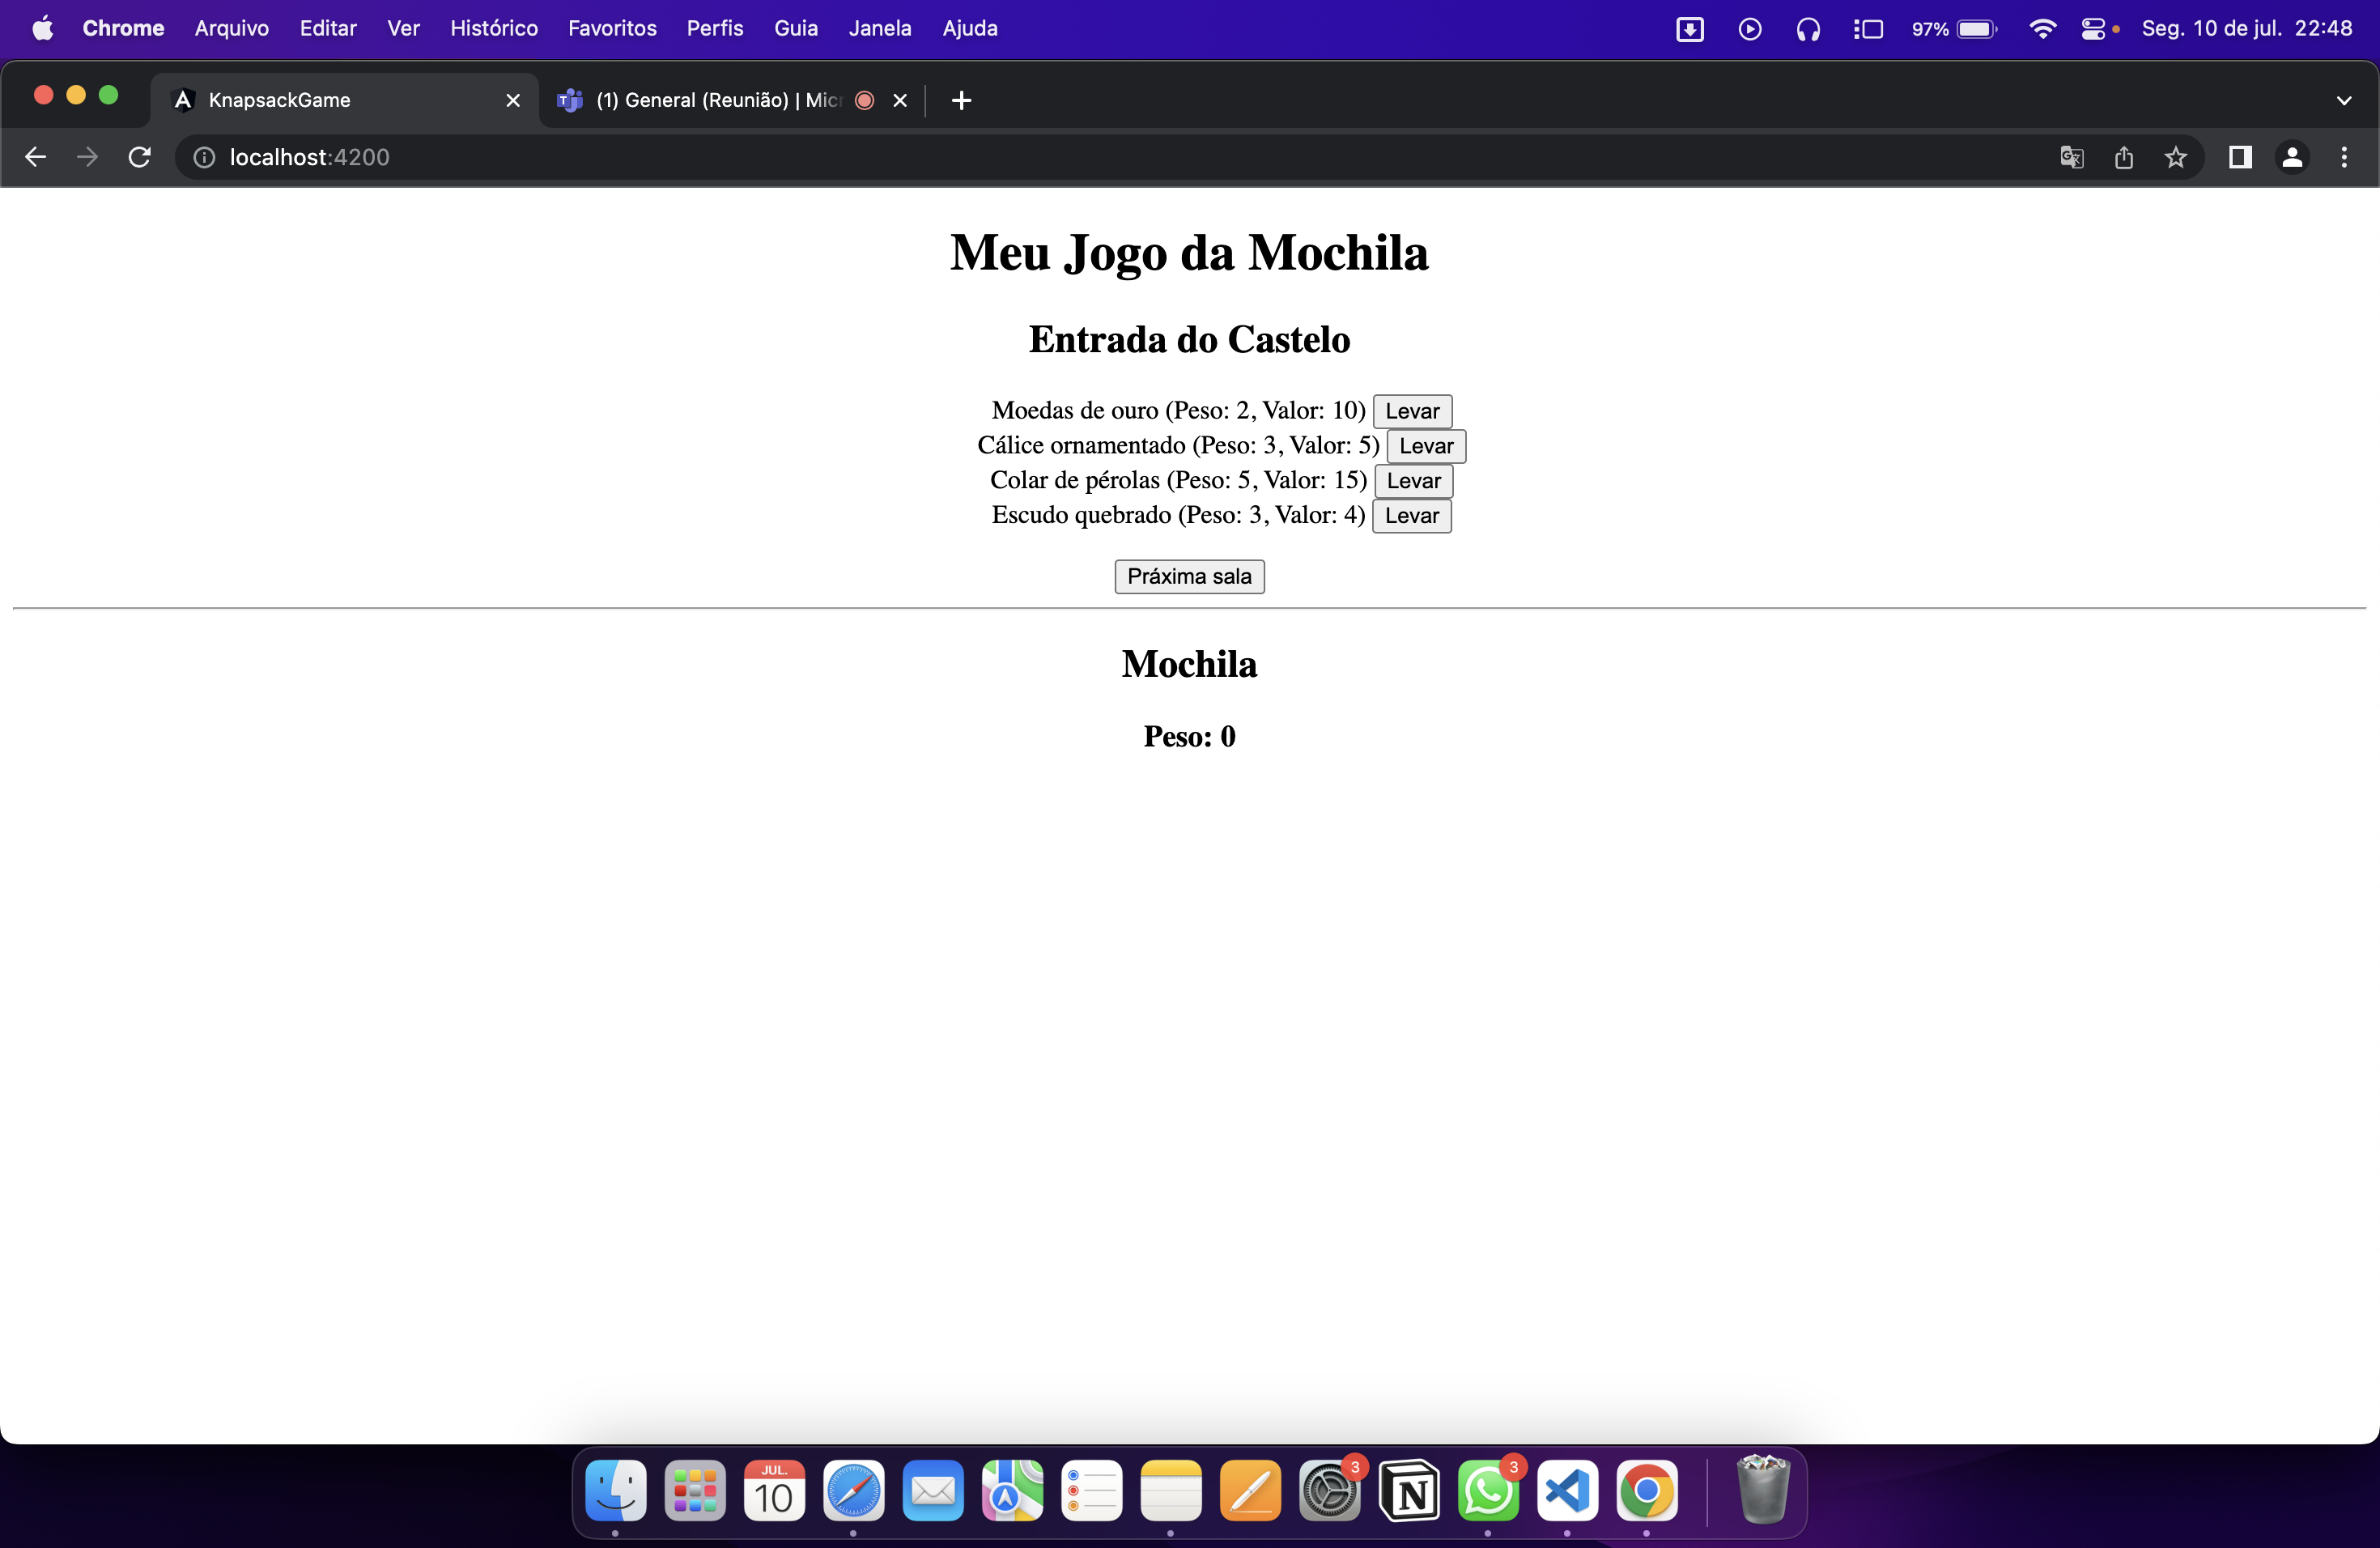 Chrome Arquivo Editar Ver Histórico Favoritos Perfis Guia Janela Ajuda 97% Seg. 10 de jul. 22:48
KnapsackGame (1) General (Reunião) | Micr
localhost:4200
Meu Jogo da Mochila
Entrada do Castelo
Moedas de ouro (Peso: 2, Valor: 10) Levar
Cálice ornamentado (Peso: 3, Valor: 5) Levar
Colar de pérolas (Peso: 5, Valor: 15) Levar
Escudo quebrado (Peso: 3, Valor: 4) Levar
Práxima sala
Mochila
Peso: 0
JUL.
10
3
3